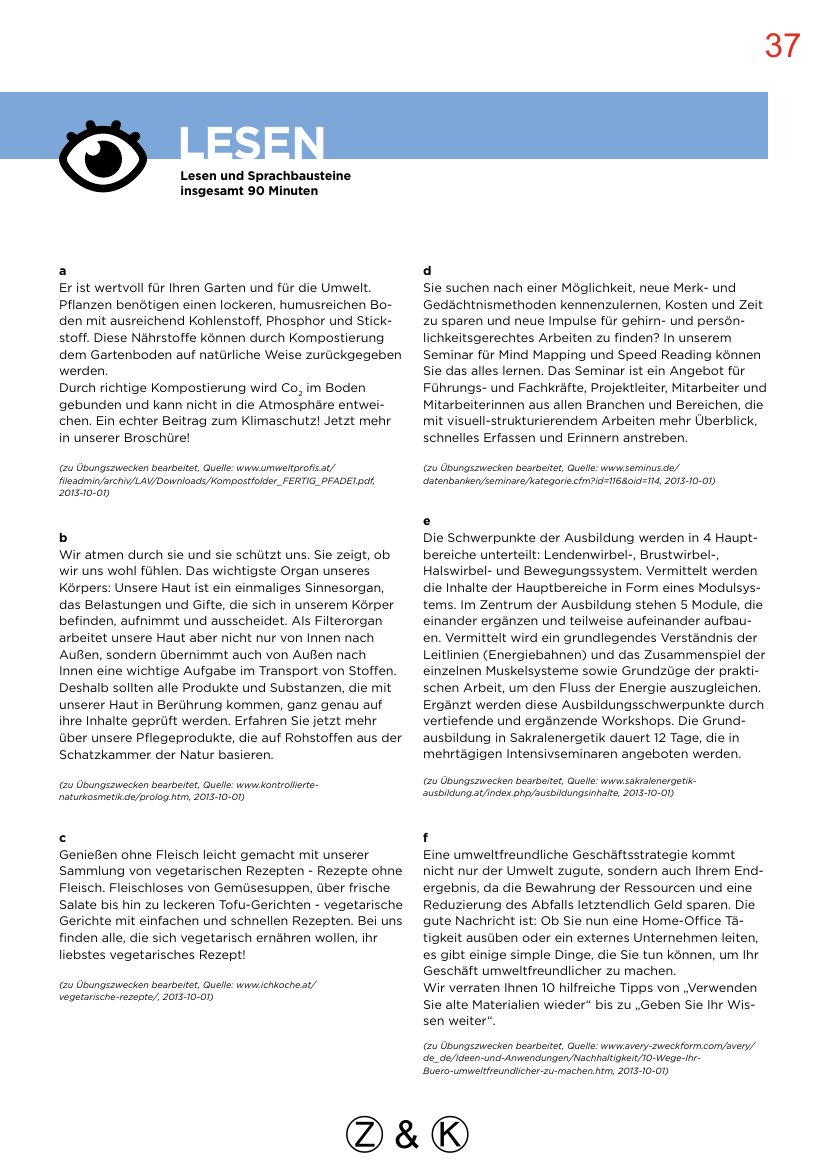 37
LESEN
Lesen und Sprachbausteine
insgesamt 90 Minuten
a
Er ist wertvoll für Ihren Garten und für die Umwelt.
Pflanzen benötigen einen lockeren, humusreichen Bo-
den mit ausreichend Kohlenstoff, Phosphor und Stick-
stoff. Diese Nährstoffe können durch Kompostierung
dem Gartenboden auf natürliche Weise zurückgegeben
werden.
Durch richtige Kompostierung wird Co₂ im Boden
gebunden und kann nicht in die Atmosphäre entwei-
chen. Ein echter Beitrag zum Klimaschutz! Jetzt mehr
in unserer Broschüre!
(zu Übungszwecken bearbeitet, Quelle: www.umweltprofis.at/
fileadmin/archiv/LAV/Downloads/Kompostfolder_FERTIG_PFADE1.pdf,
2013-10-01)
b
Wir atmen durch sie und sie schützt uns. Sie zeigt, ob
wir uns wohl fühlen. Das wichtigste Organ unseres
Körpers: Unsere Haut ist ein einmaliges Sinnesorgan,
das Belastungen und Gifte, die sich in unserem Körper
befinden, aufnimmt und ausscheidet. Als Filterorgan
arbeitet unsere Haut aber nicht nur von Innen nach
Außen, sondern übernimmt auch von Außen nach
Innen eine wichtige Aufgabe im Transport von Stoffen.
Deshalb sollten alle Produkte und Substanzen, die mit
unserer Haut in Berührung kommen, ganz genau auf
ihre Inhalte geprüft werden. Erfahren Sie jetzt mehr
über unsere Pflegeprodukte, die auf Rohstoffen aus der
Schatzkammer der Natur basieren.
(zu Übungszwecken bearbeitet, Quelle: www.kontrollierte-
naturkosmetik.de/prolog.htm, 2013-10-01)
c
Genießen ohne Fleisch leicht gemacht mit unserer
Sammlung von vegetarischen Rezepten - Rezepte ohne
Fleisch. Fleischloses von Gemüsesuppen, über frische
Salate bis hin zu leckeren Tofu-Gerichten - vegetarische
Gerichte mit einfachen und schnellen Rezepten. Bei uns
finden alle, die sich vegetarisch ernähren wollen, ihr
liebstes vegetarisches Rezept!
(zu Übungszwecken bearbeitet, Quelle: www.ichkoche.at/
vegetarische-rezepte/, 2013-10-01)
d
Sie suchen nach einer Möglichkeit, neue Merk- und
Gedächtnismethoden kennenzulernen, Kosten und Zeit
zu sparen und neue Impulse für gehirn- und persön-
lichkeitsgerechtes Arbeiten zu finden? In unserem
Seminar für Mind Mapping und Speed Reading können
Sie das alles lernen. Das Seminar ist ein Angebot für
Führungs- und Fachkräfte, Projektleiter, Mitarbeiter und
Mitarbeiterinnen aus allen Branchen und Bereichen, die
mit visuell-strukturierendem Arbeiten mehr Überblick,
schnelles Erfassen und Erinnern anstreben.
(zu Übungszwecken bearbeitet, Quelle: www.seminus.de/
datenbanken/seminare/kategorie.cfm?id=116&oid=114, 2013-10-01)
e
Die Schwerpunkte der Ausbildung werden in 4 Haupt-
bereiche unterteilt: Lendenwirbel-, Brustwirbel-,
Halswirbel- und Bewegungssystem. Vermittelt werden
die Inhalte der Hauptbereiche in Form eines Modulsys-
tems. Im Zentrum der Ausbildung stehen 5 Module, die
einander ergänzen und teilweise aufeinander aufbau-
en. Vermittelt wird ein grundlegendes Verständnis der
Leitlinien (Energiebahnen) und das Zusammenspiel der
einzelnen Muskelsysteme sowie Grundzüge der prakti-
schen Arbeit, um den Fluss der Energie auszugleichen.
Ergänzt werden diese Ausbildungsschwerpunkte durch
vertiefende und ergänzende Workshops. Die Grund-
ausbildung in Sakralenergetik dauert 12 Tage, die in
mehrtägigen Intensivseminaren angeboten werden.
(zu Übungszwecken bearbeitet, Quelle: www.sakralenergetik-
ausbildung.at/index.php/ausbildungsinhalte, 2013-10-01)
f
Eine umweltfreundliche Geschäftsstrategie kommt
nicht nur der Umwelt zugute, sondern auch Ihrem End-
ergebnis, da die Bewahrung der Ressourcen und eine
Reduzierung des Abfalls letztendlich Geld sparen. Die
gute Nachricht ist: Ob Sie nun eine Home-Office Tä-
tigkeit ausüben oder ein externes Unternehmen leiten,
es gibt einige simple Dinge, die Sie tun können, um Ihr
Geschäft umweltfreundlicher zu machen.
Wir verraten Ihnen 10 hilfreiche Tipps von „Verwenden
Sie alte Materialien wieder“ bis zu „Geben Sie Ihr Wis-
sen weiter“.
(zu Übungszwecken bearbeitet, Quelle: www.avery-zweckform.com/avery/
de_de/Ideen-und-Anwendungen/Nachhaltigkeit/10-Wege-Ihr-
Buero-umweltfreundlicher-zu-machen.htm, 2013-10-01)
Z & K